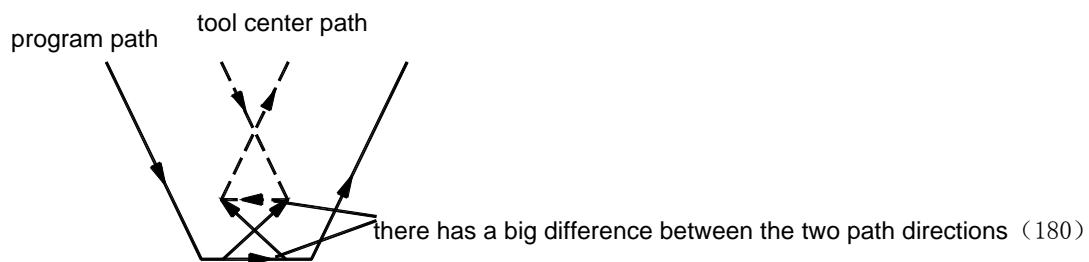 tool center path
program path
there has a big difference between the two path directions（180）